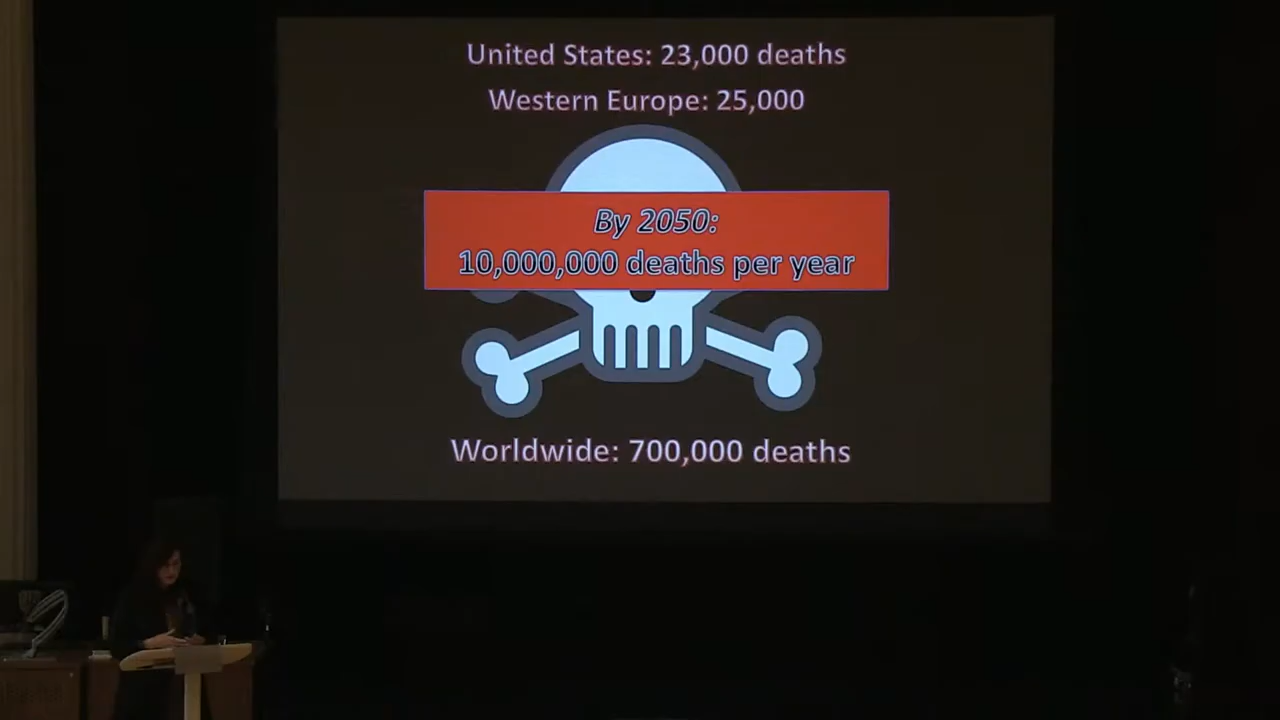 United States: 23,000 deaths
Western Europe: 25,000
By 2050:
10,000,000 deaths per year
Worldwide: 700,000 deaths